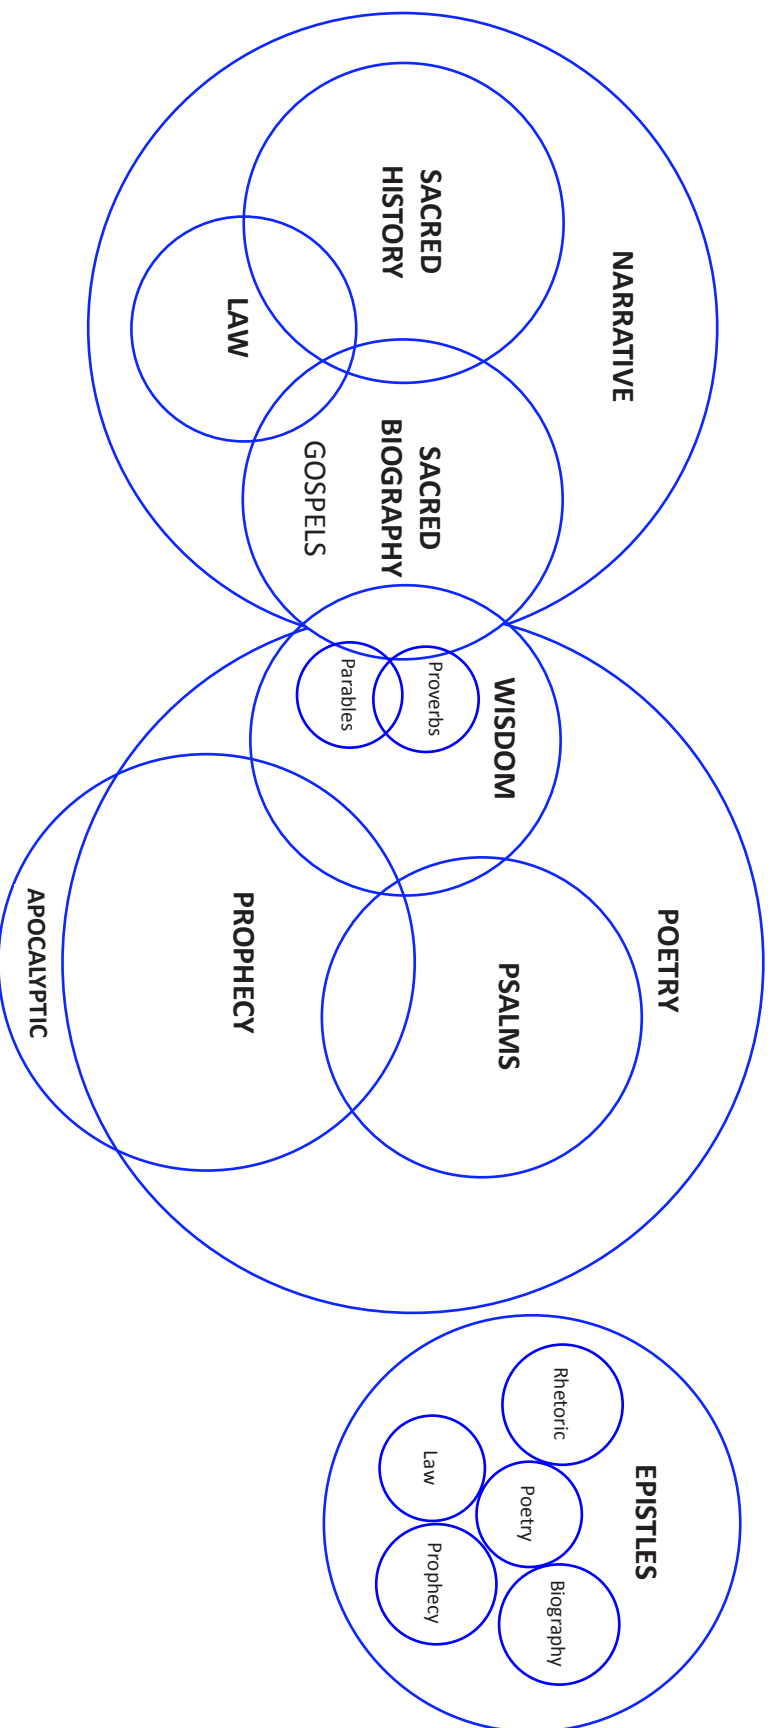 NARRATIVE
SACRED
HISTORY
LAW
SACRED
BIOGRAPHY
GOSPELS
WISDOM
Proverbs
Parables
POETRY
PSALMS
PROPHECY
APOCALYPTIC
EPISTLES
Rhetoric
Poetry
Law
Biography
Prophecy